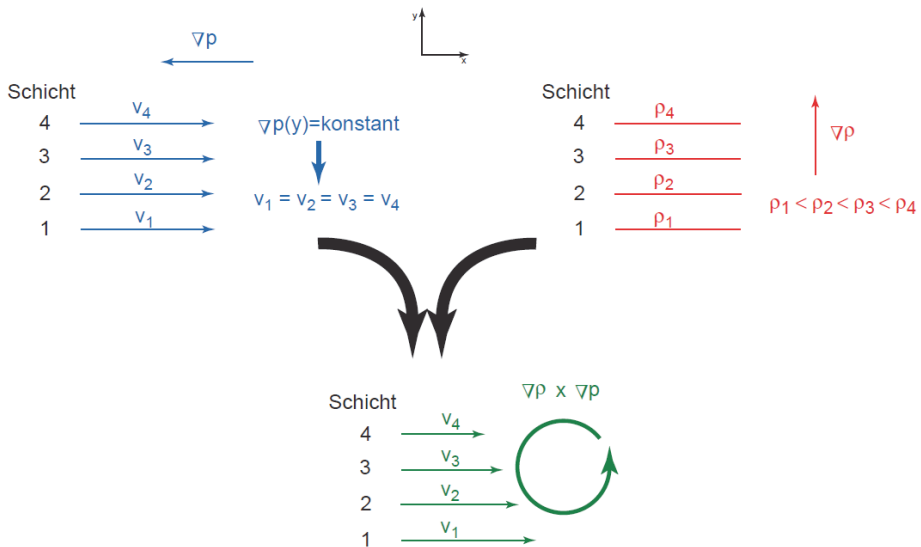 y
x
∇p
Schicht
4 v4
3 v3
2 v2
1 v1
∇p(y)=konstant
v1 = v2 = v3 = v4
Schicht
4 ρ4
3 ρ3
2 ρ2
1 ρ1
∇ρ
ρ1 < ρ2 < ρ3 < ρ4
Schicht
4 v4
3 v3
2 v2
1 v1
∇ρ x ∇p